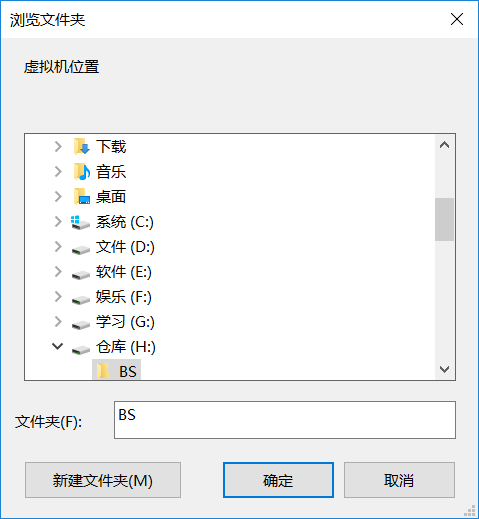 浏览文件夹
虚拟机位置
下载
音乐
桌面
系统 (C:)
文件 (D:)
软件 (E:)
娱乐 (F:)
学习 (G:)
仓库 (H:)
BS
文件夹(F): BS
新建文件夹(M) 确定 取消